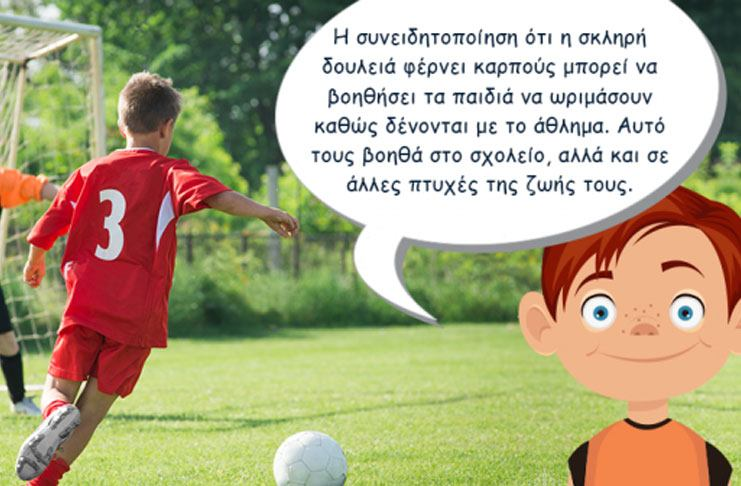 Η συνειδητοποίηση ότι η σκληρή
δουλειά φέρνει καρπούς μπορεί να
βοηθήσει τα παιδιά να ωριμάσουν
καθώς δένονται με το άθλημα. Αυτό
τους βοηθά στο σχολείο, αλλά και σε
άλλες πτυχές της ζωής τους.
3